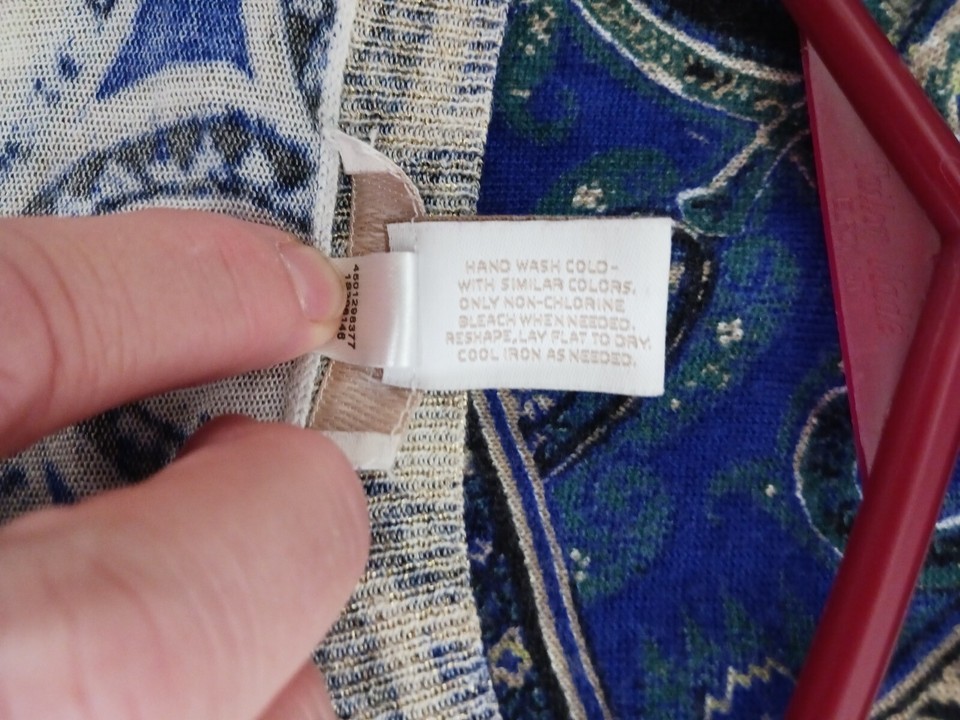 HAND WASH COLD-
WITH SIMILAR COLORS.
ONLY NON-CHLORINE
BLEACH WHEN NEEDED.
RESHAPE, LAY FLAT TO DRY.
COOL IRON AS NEEDED.
4501298377